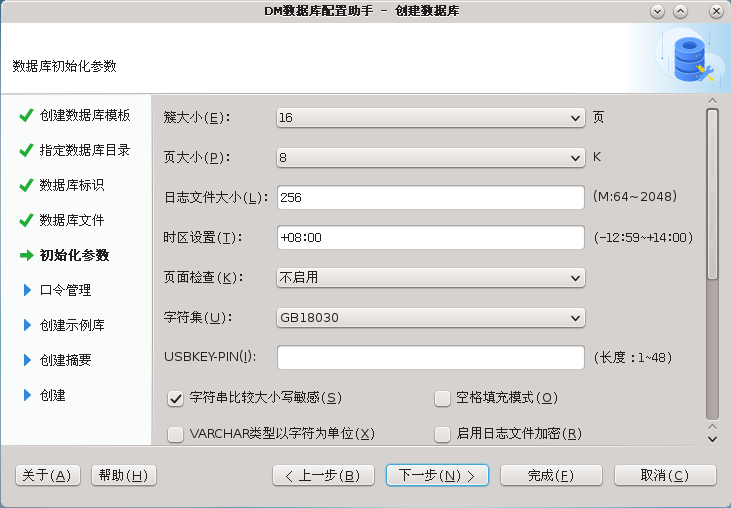 DM数据库配置助手 - 创建数据库
数据库初始化参数
创建数据库模板
指定数据库目录
数据库标识
数据库文件
初始化参数
口令管理
创建示例库
创建摘要
创建
簇大小(E): 16 页
页大小(P): 8 K
日志文件大小(L): 256 (M:64~2048)
时区设置(T): +08:00 (-12:59~+14:00)
页面检查(K): 不启用
字符集(U): GB18030
USBKEY-PIN(I): (长度:1~48)
字符串比较大小写敏感(S) 空格填充模式(O)
VARCHAR类型以字符为单位(X) 启用日志文件加密(R)
关于(A) 帮助(H) < 上一步(B) 下一步(N) > 完成(F) 取消(C)